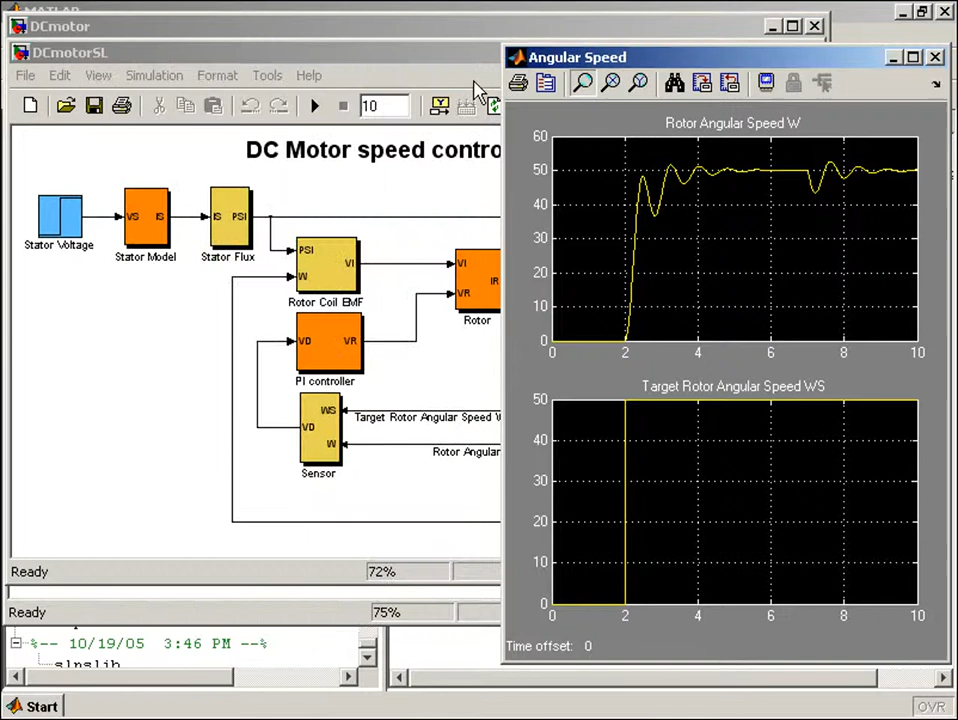 MATLAB
DCmotor
DCmotorSL
File Edit View Simulation Format Tools Help
10
DC Motor speed contro
Stator Voltage
VS IS
Stator Model
IS PSI
Stator Flux
PSI
W
VI
Rotor Coil EMF
VI
VR
IR
Rotor
VD VR
PI controller
WS
VD
W
Sensor
Target Rotor Angular Speed W
Rotor Angular
Ready
72%
Ready
75%
%-- 10/19/05 3:46 PM --%
slpslib
Start
OVR
Angular Speed
Rotor Angular Speed W
60
50
40
30
20
10
0
0 2 4 6 8 10
Target Rotor Angular Speed WS
50
40
30
20
10
0
0 2 4 6 8 10
Time offset: 0